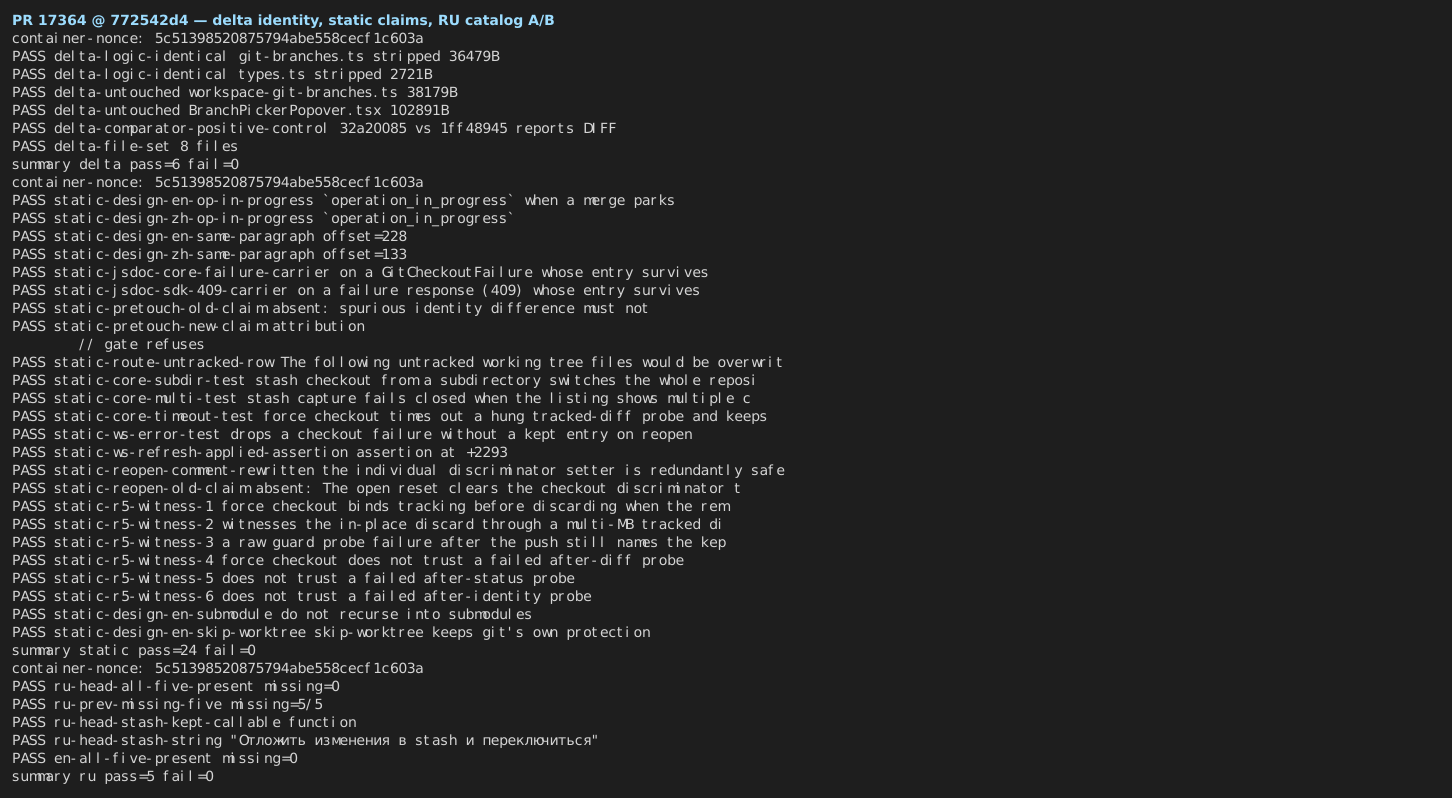 PR 17364 @ 772542d4 — delta identity, static claims, RU catalog A/B
container-nonce: 5c51398520875794abe558cecf1c603a
PASS delta-logic-identical git-branches.ts stripped 36479B
PASS delta-logic-identical types.ts stripped 2721B
PASS delta-untouched workspace-git-branches.ts 38179B
PASS delta-untouched BranchPickerPopover.tsx 102891B
PASS delta-comparator-positive-control 32a20085 vs 1ff48945 reports DIFF
PASS delta-file-set 8 files
summary delta pass=6 fail=0
container-nonce: 5c51398520875794abe558cecf1c603a
PASS static-design-en-op-in-progress `operation_in_progress` when a merge parks
PASS static-design-zh-op-in-progress `operation_in_progress`
PASS static-design-en-same-paragraph offset=228
PASS static-design-zh-same-paragraph offset=133
PASS static-jsdoc-core-failure-carrier on a GitCheckoutFailure whose entry survives
PASS static-jsdoc-sdk-409-carrier on a failure response (409) whose entry survives
PASS static-pretouch-old-claim absent: spurious identity difference must not
PASS static-pretouch-new-claim attribution
// gate refuses
PASS static-route-untracked-row The following untracked working tree files would be overwrit
PASS static-core-subdir-test stash checkout from a subdirectory switches the whole reposi
PASS static-core-multi-test stash capture fails closed when the listing shows multiple c
PASS static-core-timeout-test force checkout times out a hung tracked-diff probe and keeps
PASS static-ws-error-test drops a checkout failure without a kept entry on reopen
PASS static-ws-refresh-applied-assertion assertion at +2293
PASS static-reopen-comment-rewritten the individual discriminator setter is redundantly safe
PASS static-reopen-old-claim absent: The open reset clears the checkout discriminator t
PASS static-r5-witness-1 force checkout binds tracking before discarding when the rem
PASS static-r5-witness-2 witnesses the in-place discard through a multi-MB tracked di
PASS static-r5-witness-3 a raw guard probe failure after the push still names the kep
PASS static-r5-witness-4 force checkout does not trust a failed after-diff probe
PASS static-r5-witness-5 does not trust a failed after-status probe
PASS static-r5-witness-6 does not trust a failed after-identity probe
PASS static-design-en-submodule do not recurse into submodules
PASS static-design-en-skip-worktree skip-worktree keeps git's own protection
summary static pass=24 fail=0
container-nonce: 5c51398520875794abe558cecf1c603a
PASS ru-head-all-five-present missing=0
PASS ru-prev-missing-five missing=5/5
PASS ru-head-stash-kept-callable function
PASS ru-head-stash-string "Отложить изменения в stash и переключиться"
PASS en-all-five-present missing=0
summary ru pass=5 fail=0